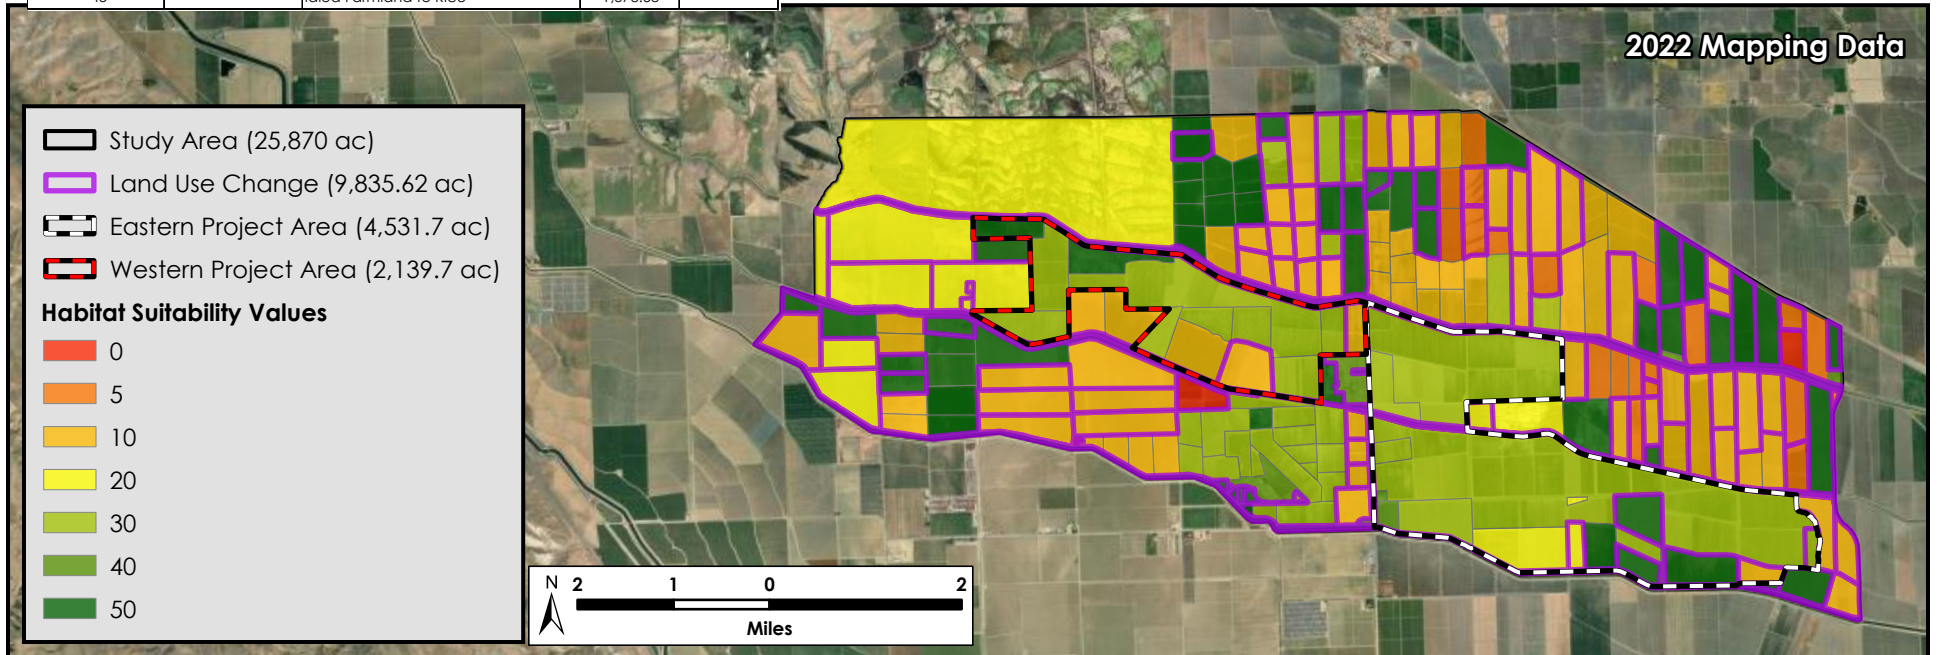 2022 Mapping Data
Study Area (25,870 ac)
Land Use Change (9,835.62 ac)
Eastern Project Area (4,531.7 ac)
Western Project Area (2,139.7 ac)
Habitat Suitability Values
0
5
10
20
30
40
50
N 2 1 0 2
Miles